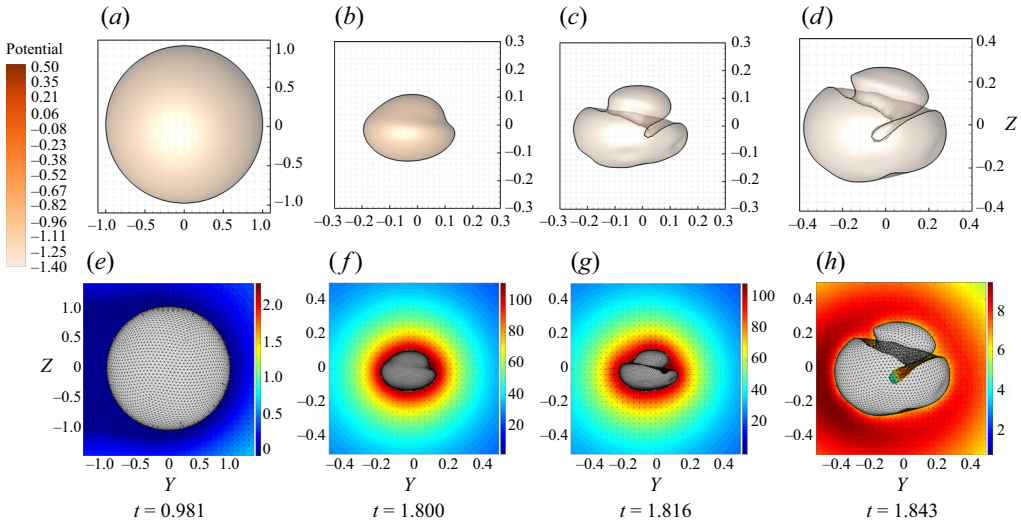 (a)
(b)
(c)
(d)
Potential
0.50
0.35
0.21
0.06
–0.08
–0.23
–0.38
–0.52
–0.67
–0.82
–0.96
–1.11
–1.25
–1.40
1.0
0.5
0
–0.5
–1.0
–1.0 –0.5 0 0.5 1.0
0.3
0.2
0.1
0
–0.1
–0.2
–0.3
–0.3 –0.2 –0.1 0 0.1 0.2 0.3
0.3
0.2
0.1
0
–0.1
–0.2
–0.3
–0.3 –0.2 –0.1 0 0.1 0.2 0.3
0.4
0.2
0
–0.2
–0.4
Z
–0.4 –0.2 0 0.2 0.4
(e)
(f)
(g)
(h)
Z
1.0
0.5
0
–0.5
–1.0
–1.0 –0.5 0 0.5 1.0
2.0
1.5
1.0
0.5
0
0.4
0.2
0
–0.2
–0.4
–0.4 –0.2 0 0.2 0.4
100
80
60
40
20
0.4
0.2
0
–0.2
–0.4
–0.4 –0.2 0 0.2 0.4
100
80
60
40
20
0.4
0.2
0
–0.2
–0.4
–0.4 –0.2 0 0.2 0.4
8
6
4
2
Y
Y
Y
Y
t = 0.981
t = 1.800
t = 1.816
t = 1.843